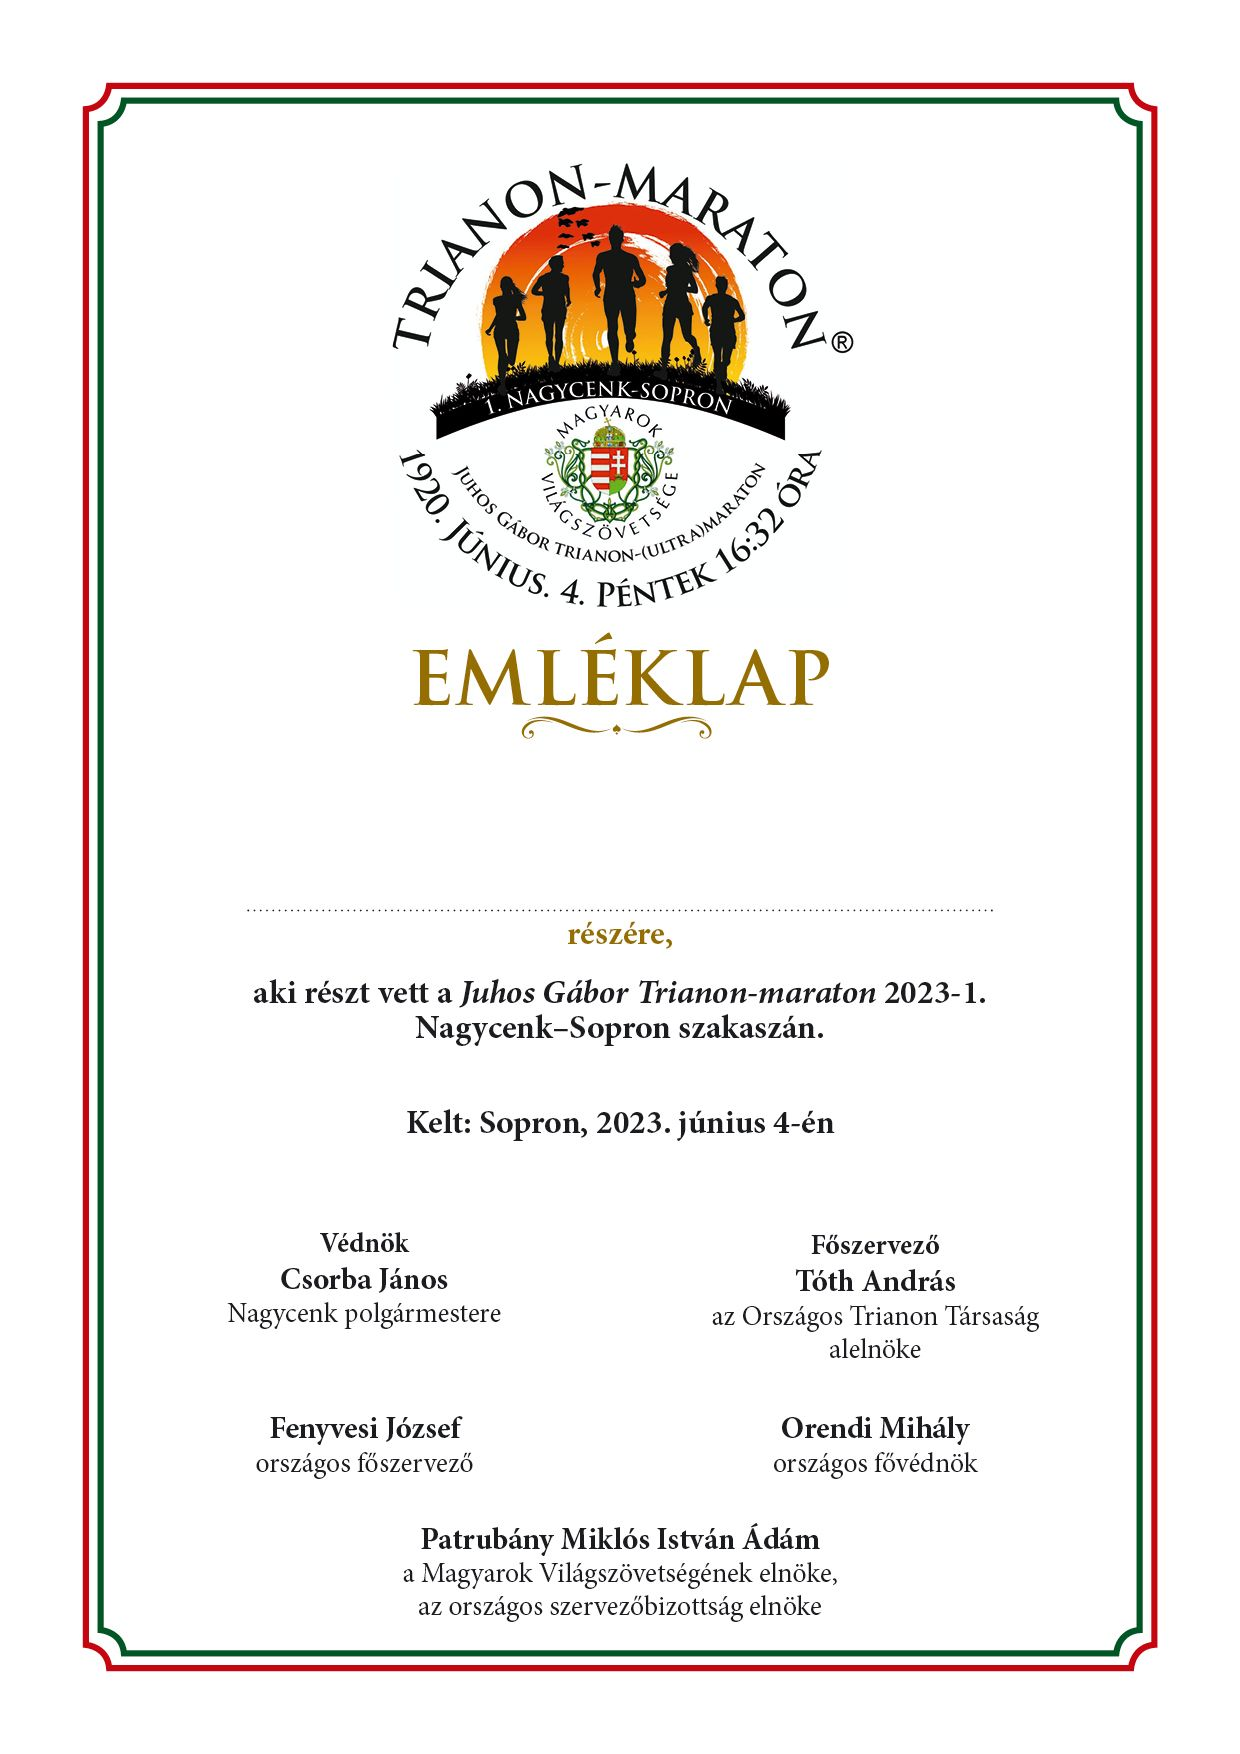 TRIANON-MARATON®
1. NAGYCENK-SOPRON
MAGYAROK
VILÁGSZÖVETSÉGE
JUHOS GÁBOR TRIANON-(ULTRA)MARATON
1920. JÚNIUS. 4. PÉNTEK 16:32 ÓRA
EMLÉKLAP
részére,
aki részt vett a Juhos Gábor Trianon-maraton 2023-1.
Nagycenk–Sopron szakaszán.
Kelt: Sopron, 2023. június 4-én
Védnök
Csorba János
Nagycenk polgármestere
Főszervező
Tóth András
az Országos Trianon Társaság
alelnöke
Fenyvesi József
országos főszervező
Orendi Mihály
országos fővédnök
Patrubány Miklós István Ádám
a Magyarok Világszövetségének elnöke,
az országos szervezőbizottság elnöke